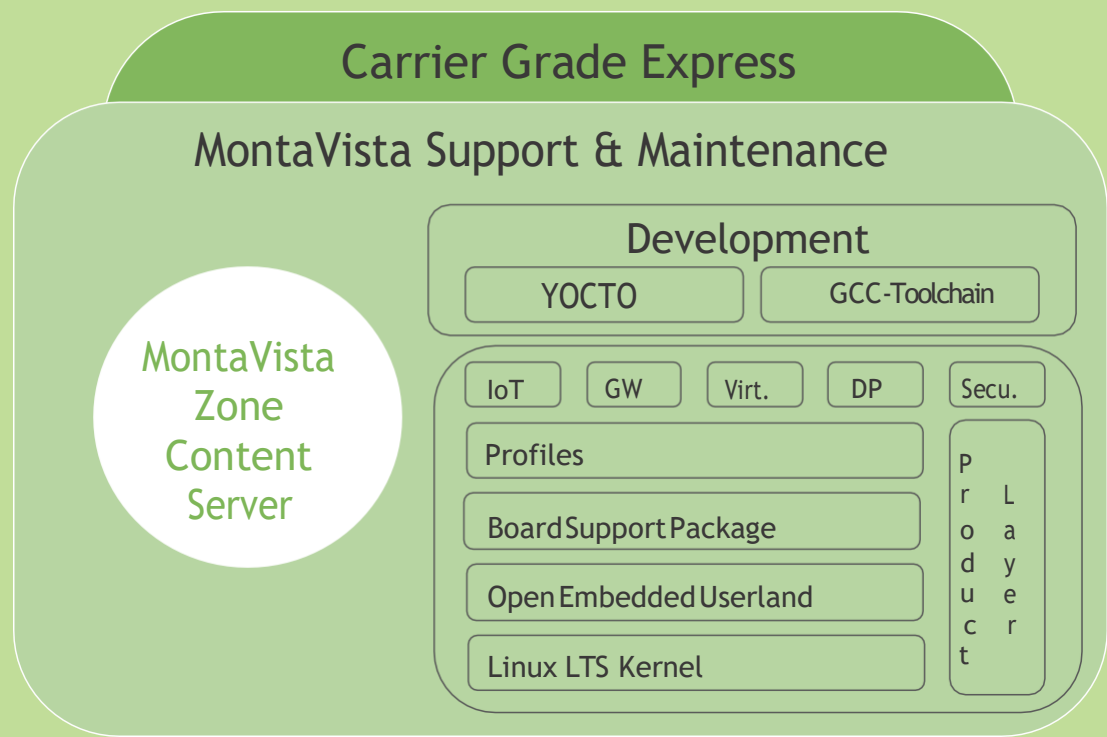 Carrier Grade Express
MontaVista Support & Maintenance
MontaVista
Zone
Content
Server
Development
YOCTO
GCC-Toolchain
IoT
GW
Virt.
DP
Secu.
Profiles
Board Support Package
Open Embedded Userland
Linux LTS Kernel
Product
Layer